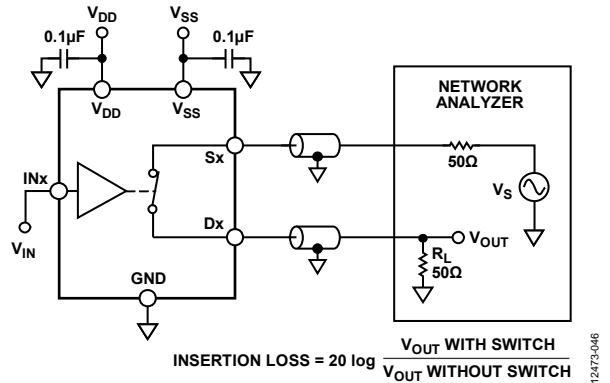 V_DD
V_SS
0.1µF
0.1µF
V_DD
V_SS
NETWORK
ANALYZER
Sx
50Ω
V_S
INx
Dx
V_OUT
V_IN
R_L
50Ω
GND
INSERTION LOSS = 20 log V_OUT WITH SWITCH
V_OUT WITHOUT SWITCH
12473-046